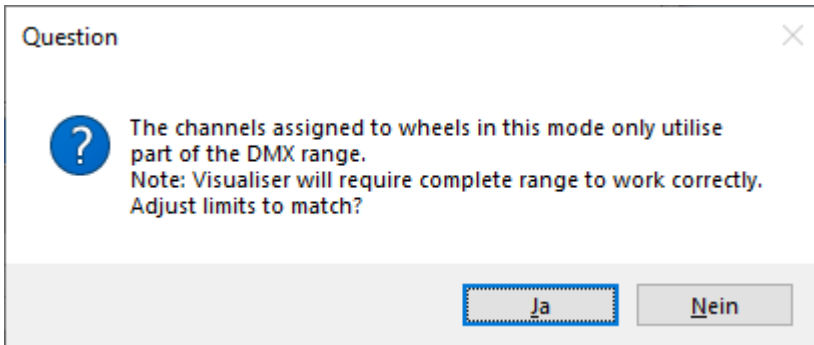 Question
The channels assigned to wheels in this mode only utilise
part of the DMX range.
Note: Visualiser will require complete range to work correctly.
Adjust limits to match?
Ja
Nein